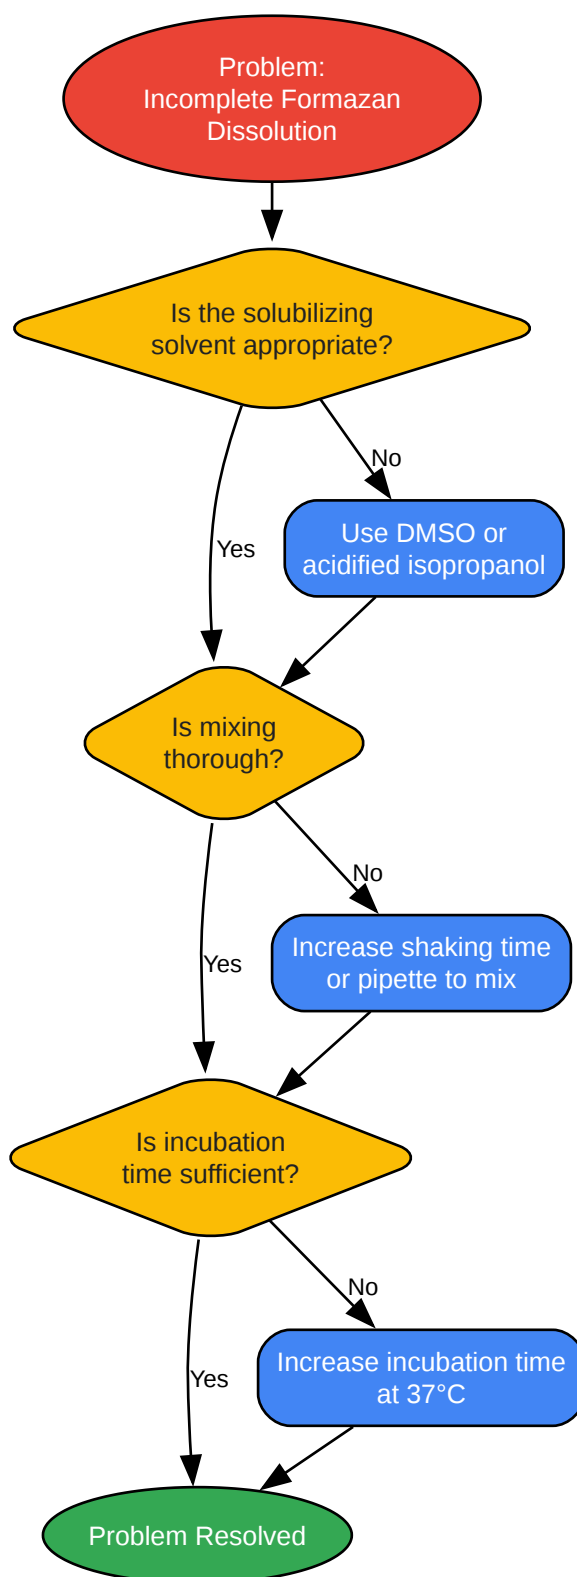 Problem:
Incomplete Formazan
Dissolution
Is the solubilizing
solvent appropriate?
No
Yes
Use DMSO or
acidified isopropanol
Is mixing
thorough?
No
Yes
Increase shaking time
or pipette to mix
Is incubation
time sufficient?
No
Yes
Increase incubation time
at 37°C
Problem Resolved